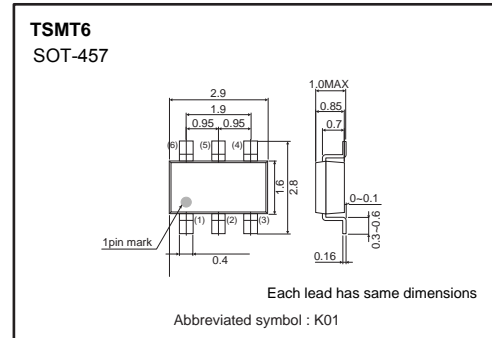 TSMT6
SOT-457
1.0MAX
2.9
0.85
1.9
0.7
0.95 0.95
(6) (5) (4)
1.6
2.8
0~0.1
0.3~0.6
(1) (2) (3)
1pin mark
0.4
0.16
Each lead has same dimensions
Abbreviated symbol : K01